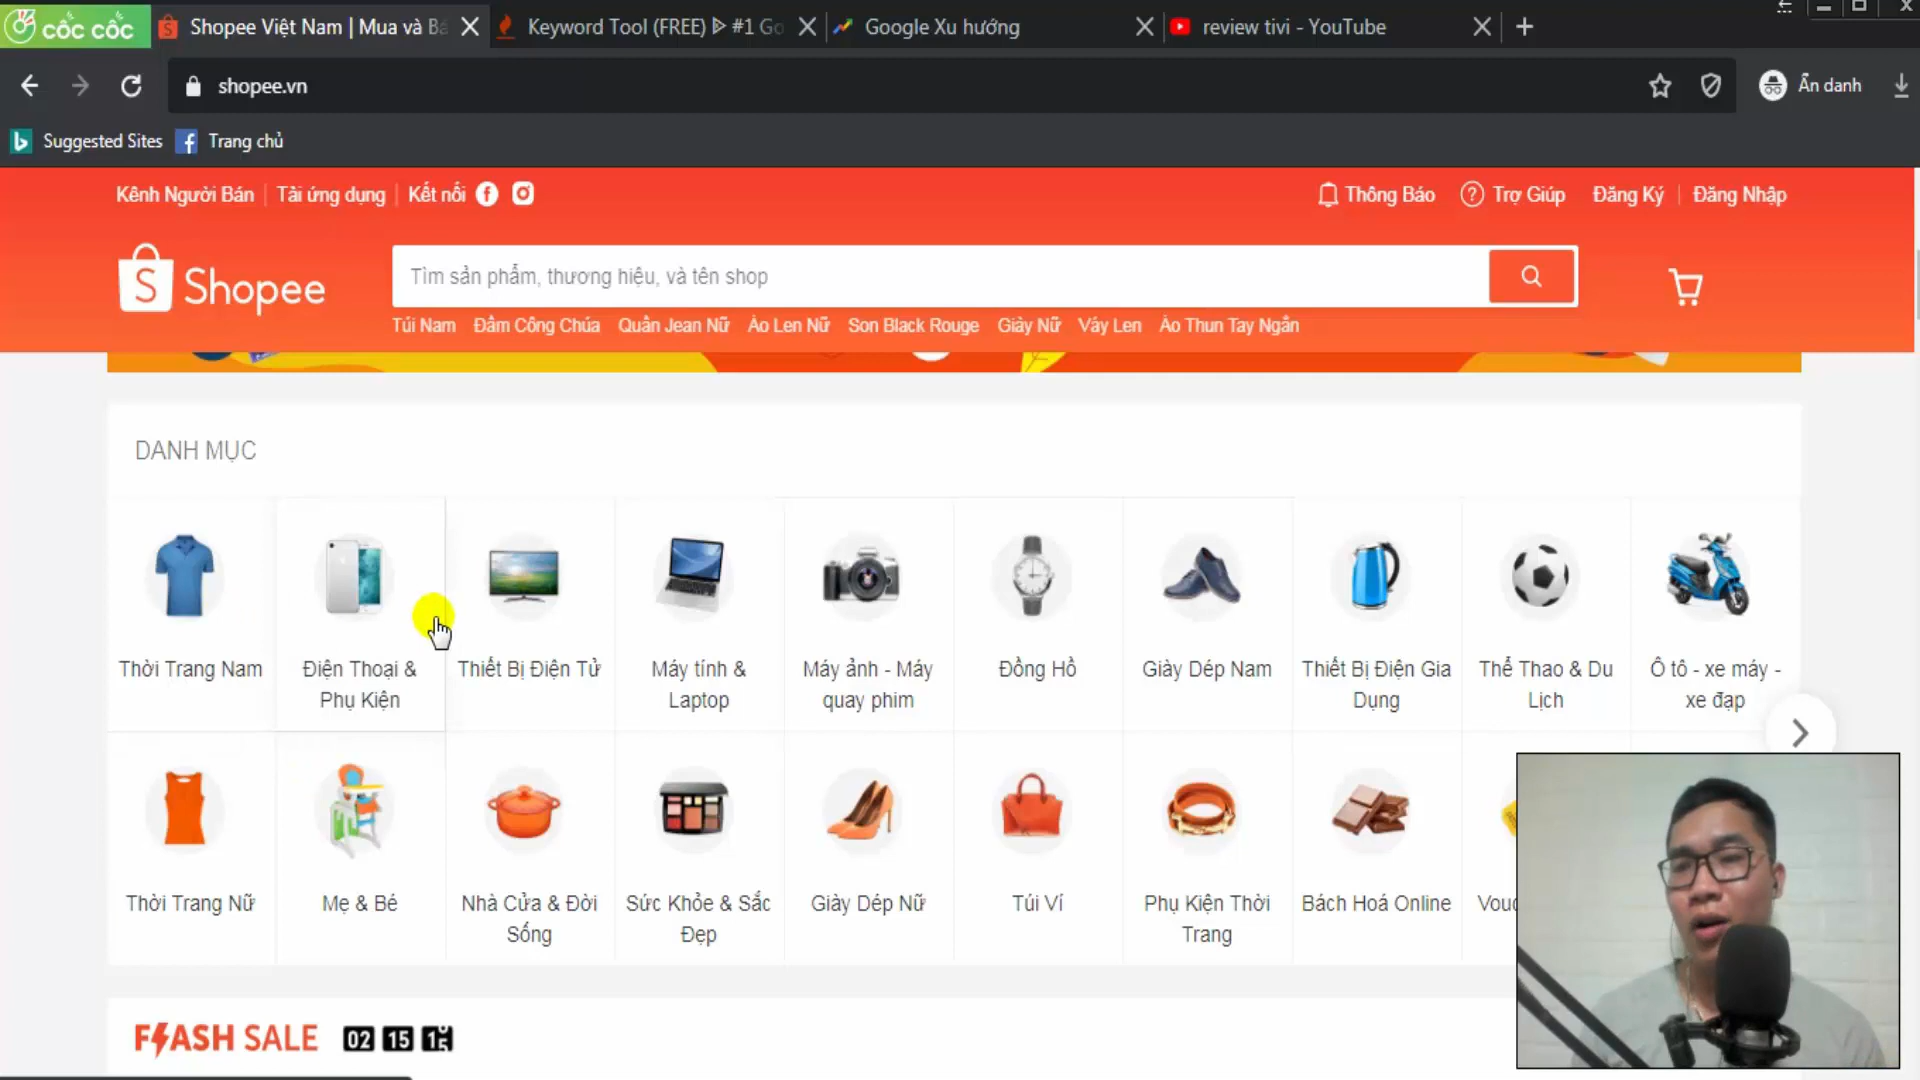 cốc cốc
Shopee Việt Nam | Mua và Bá
Keyword Tool (FREE) ᐈ #1 Go
Google Xu hướng
review tivi - YouTube
shopee.vn
Ẩn danh
Suggested Sites
Trang chủ
Kênh Người Bán
Tải ứng dụng
Kết nối
Thông Báo
Trợ Giúp
Đăng Ký
Đăng Nhập
Shopee
Tìm sản phẩm, thương hiệu, và tên shop
Túi Nam Đầm Công Chúa Quần Jean Nữ Áo Len Nữ Son Black Rouge Giày Nữ Váy Len Áo Thun Tay Ngắn
DANH MỤC
Thời Trang Nam
Điện Thoại &
Phụ Kiện
Thiết Bị Điện Tử
Máy tính &
Laptop
Máy ảnh - Máy
quay phim
Đồng Hồ
Giày Dép Nam
Thiết Bị Điện Gia
Dụng
Thể Thao & Du
Lịch
Ô tô - xe máy -
xe đạp
Thời Trang Nữ
Mẹ & Bé
Nhà Cửa & Đời
Sống
Sức Khỏe & Sắc
Đẹp
Giày Dép Nữ
Túi Ví
Phụ Kiện Thời
Trang
Bách Hoá Online
Vou
FLASH SALE 02 15